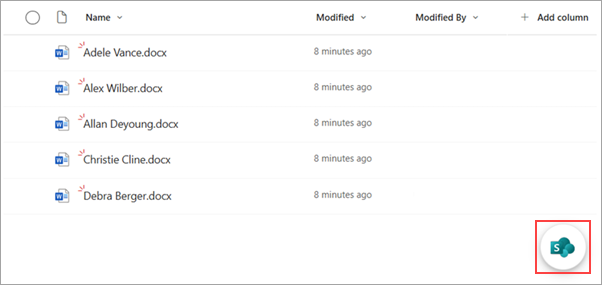 Name Modified Modified By + Add column
Adele Vance.docx 8 minutes ago
Alex Wilber.docx 8 minutes ago
Allan Deyoung.docx 8 minutes ago
Christie Cline.docx 8 minutes ago
Debra Berger.docx 8 minutes ago
S